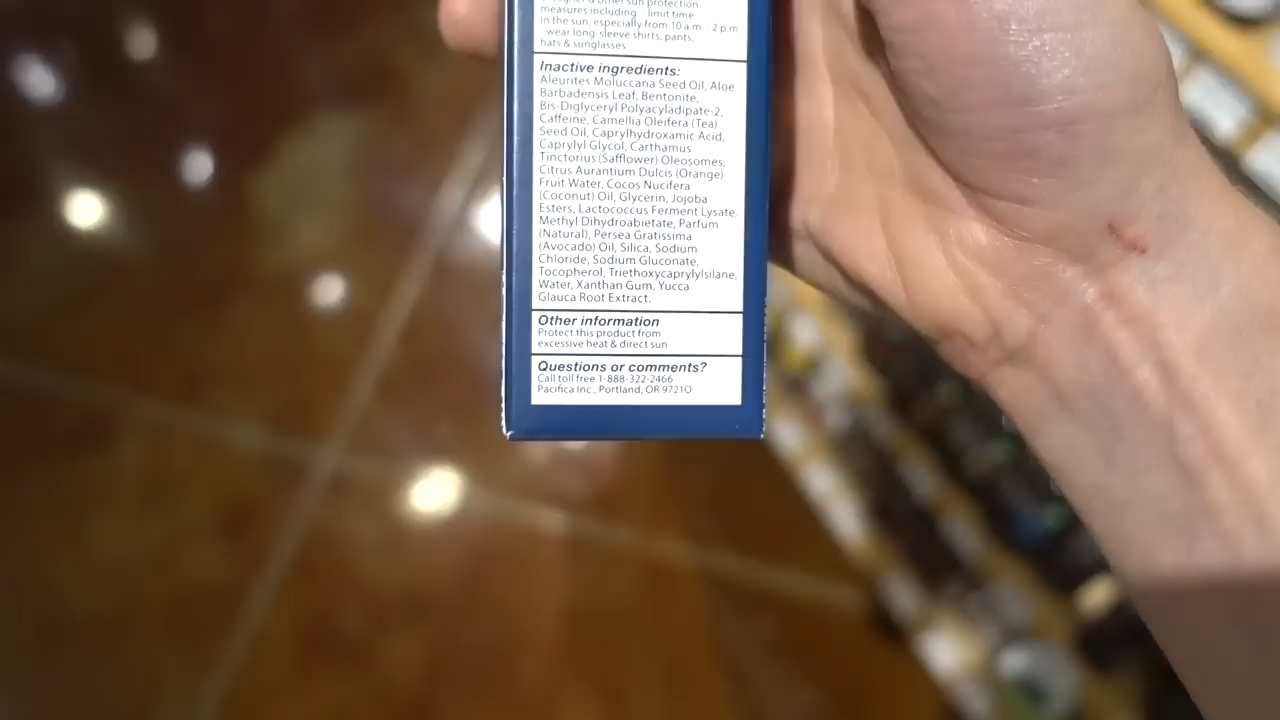 & other sun protection
measures including limit time
in the sun, especially from 10 a.m. 2 p.m.
wear long-sleeve shirts, pants,
hats & sunglasses
Inactive ingredients:
Aleurites Moluccana Seed Oil, Aloe
Barbadensis Leaf, Bentonite,
Bis-Diglyceryl Polyacyladipate-2,
Caffeine, Camellia Oleifera (Tea)
Seed Oil, Caprylhydroxamic Acid,
Caprylyl Glycol, Carthamus
Tinctorius (Safflower) Oleosomes,
Citrus Aurantium Dulcis (Orange)
Fruit Water, Cocos Nucifera
(Coconut) Oil, Glycerin, Jojoba
Esters, Lactococcus Ferment Lysate,
Methyl Dihydroabietate, Parfum
(Natural), Persea Gratissima
(Avocado) Oil, Silica, Sodium
Chloride, Sodium Gluconate,
Tocopherol, Triethoxycaprylylsilane,
Water, Xanthan Gum, Yucca
Glauca Root Extract.
Other information
Protect this product from
excessive heat & direct sun.
Questions or comments?
Call toll free 1-888-322-2466
Pacifica Inc., Portland, OR 97210